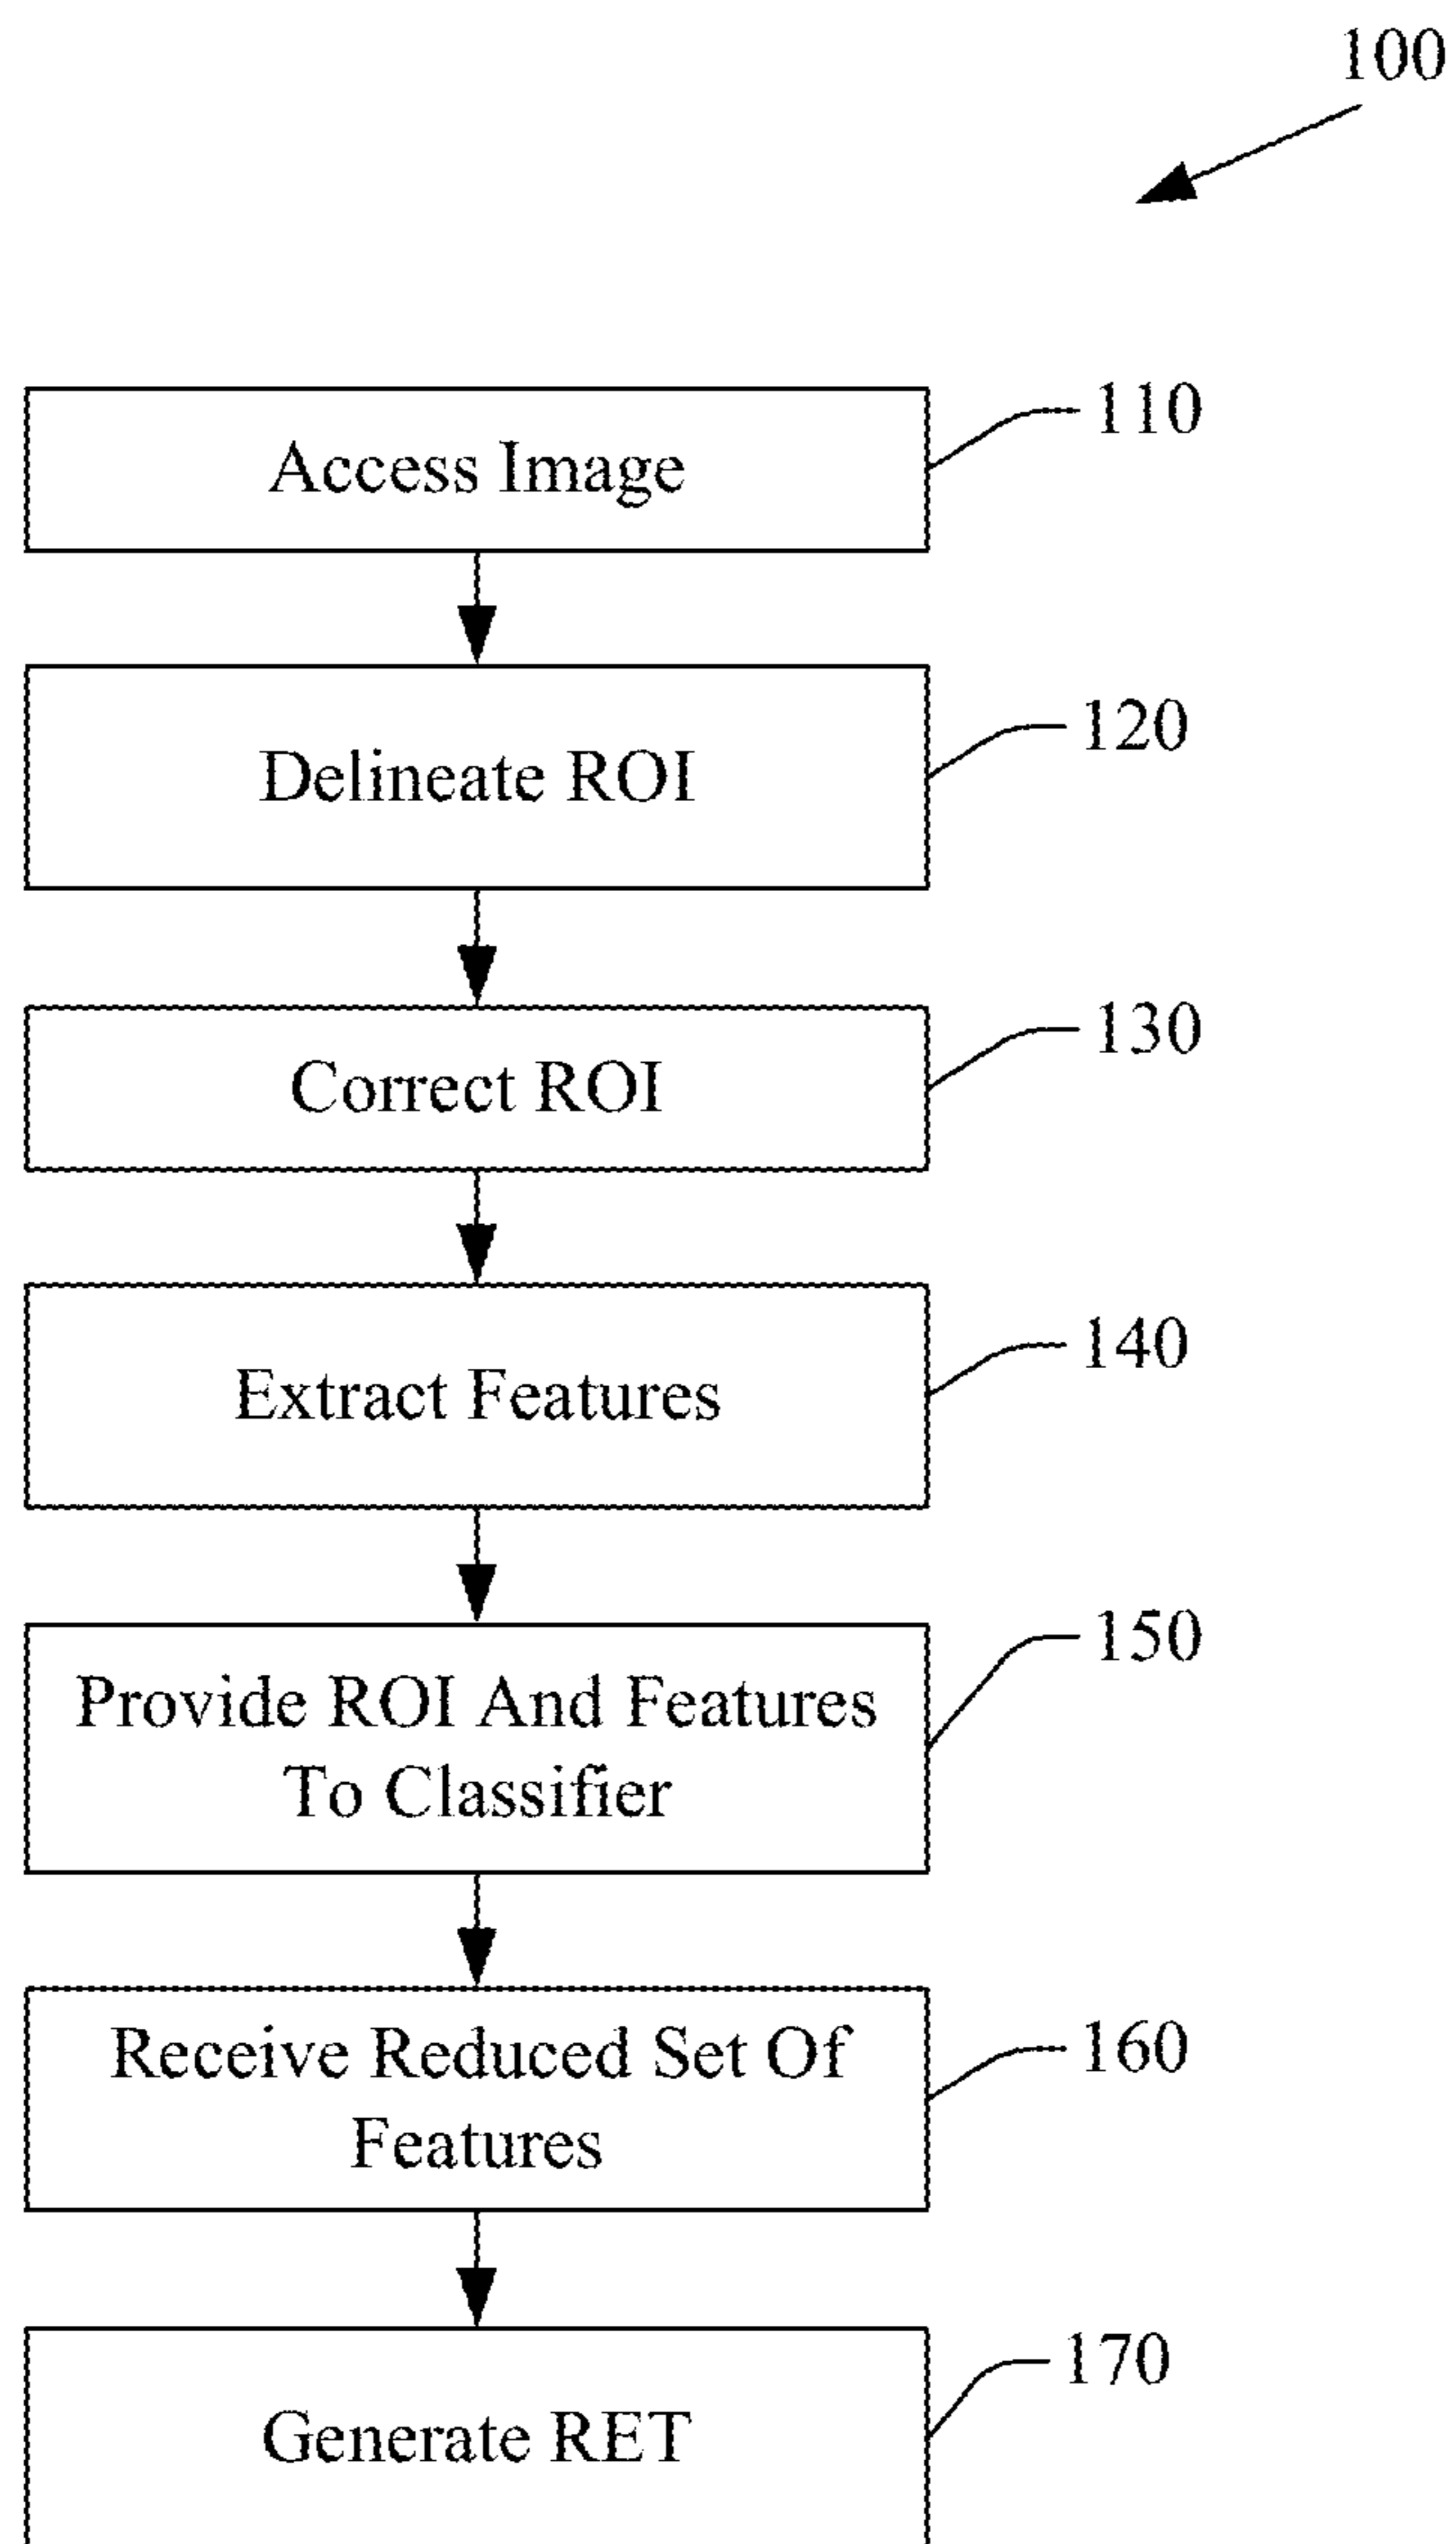 100
Access Image
110
Delineate ROI
120
Correct ROI
130
Extract Features
140
Provide ROI And Features
To Classifier
150
Receive Reduced Set Of
Features
160
Generate RET
170